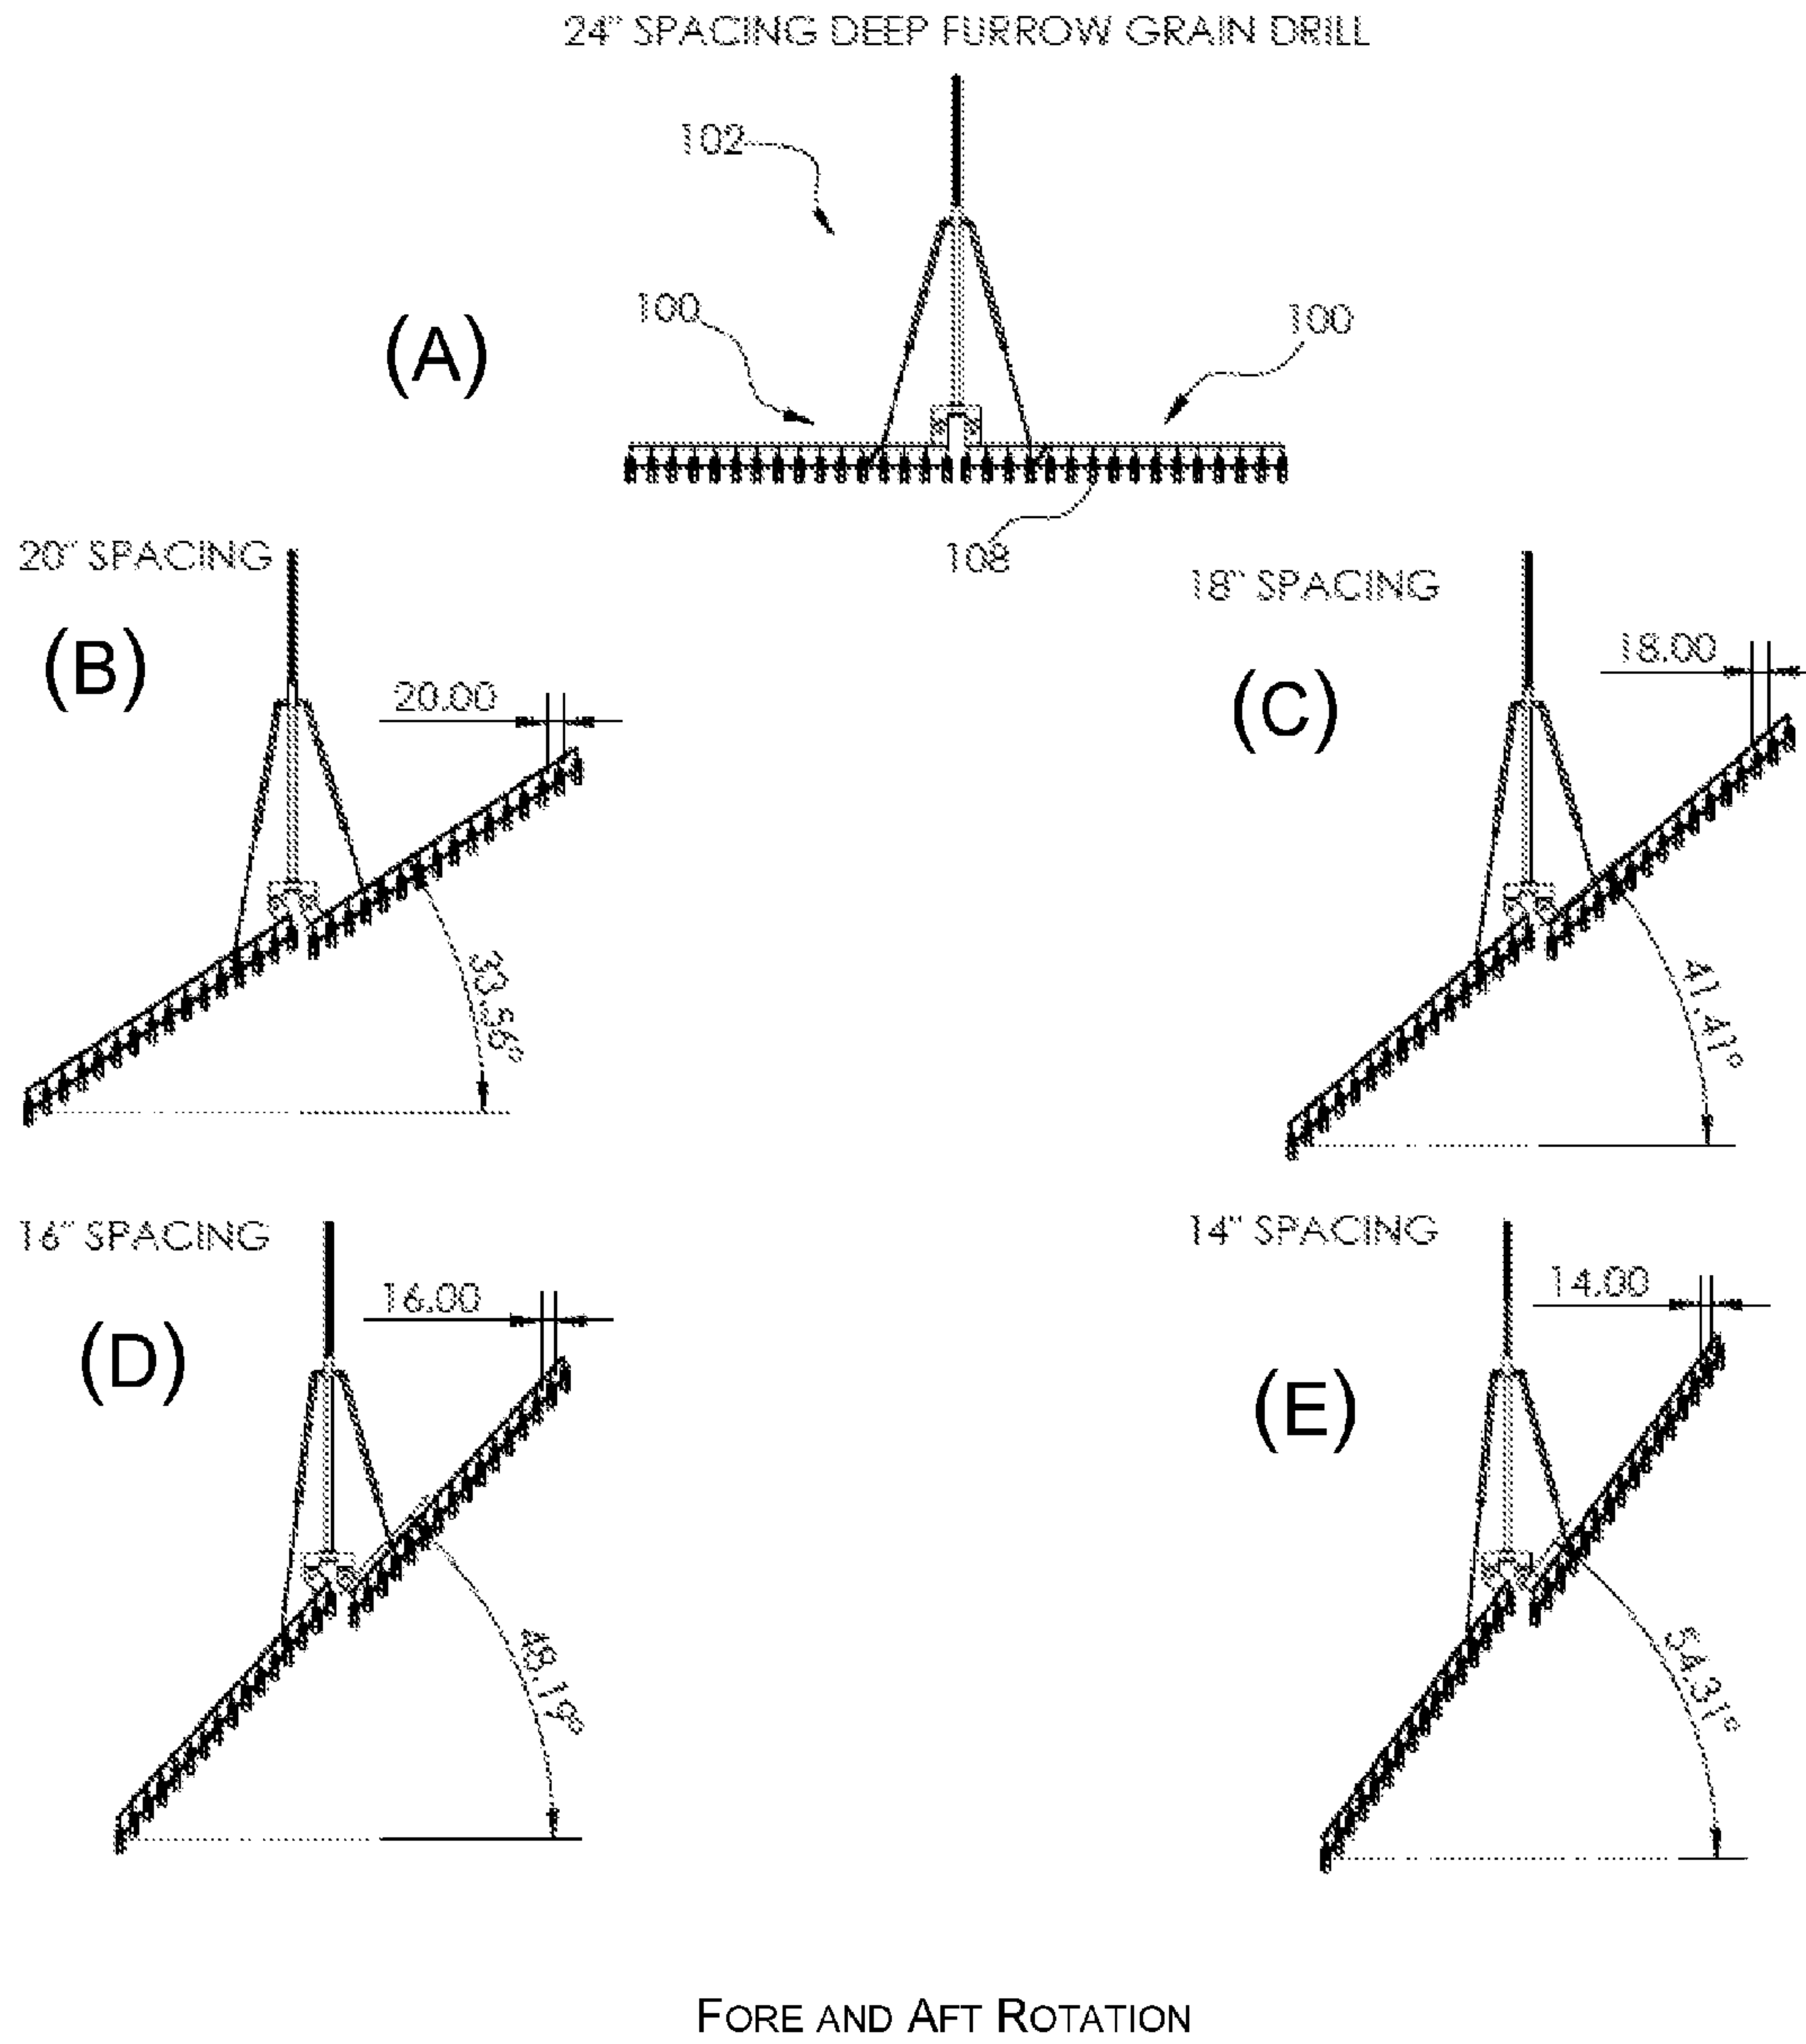 24" SPACING DEEP FURROW GRAIN DRILL
102
100
100
(A)
108
20" SPACING
(B)
20.00
33.56°
18" SPACING
18.00
(C)
41.41°
16" SPACING
16.00
(D)
48.19°
14" SPACING
14.00
(E)
54.31°
FORE AND AFT ROTATION